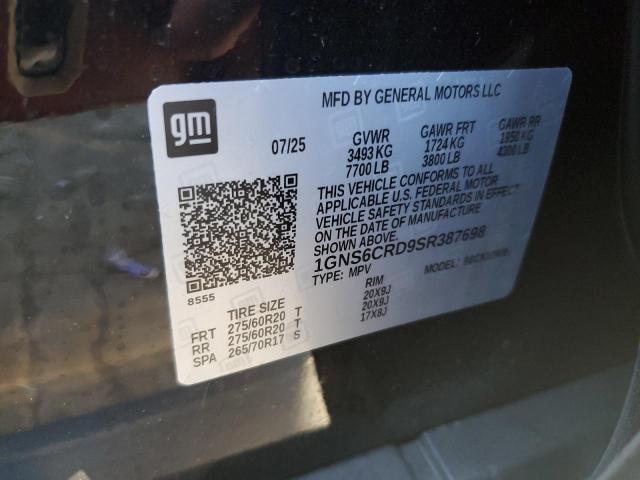 gm
MFD BY GENERAL MOTORS LLC
07/25
GVWR GAWR FRT GAWR RR
3493 KG 1724 KG 1950 KG
7700 LB 3800 LB 4300 LB
THIS VEHICLE CONFORMS TO ALL
APPLICABLE U.S. FEDERAL MOTOR
VEHICLE SAFETY STANDARDS IN EFFECT
ON THE DATE OF MANUFACTURE
SHOWN ABOVE.
1GNS6CRD9SR387698
TYPE: MPV MODEL:
8555
TIRE SIZE RIM
FRT 275/60R20 T 20X9J
RR 275/60R20 T 20X9J
SPA 265/70R17 S 17X8J